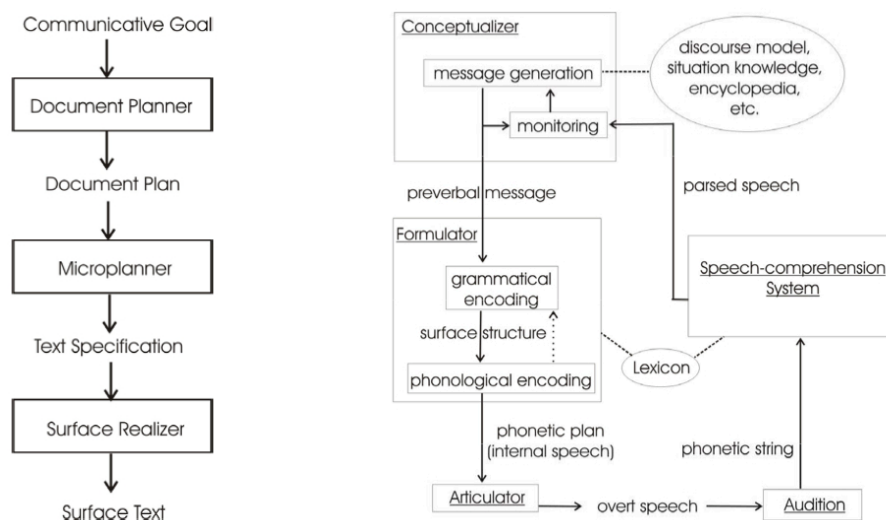 Communicative Goal
Document Planner
Document Plan
Microplanner
Text Specification
Surface Realizer
Surface Text
Conceptualizer
message generation
monitoring
discourse model,
situation knowledge,
encyclopedia,
etc.
preverbal message
parsed speech
Formulator
grammatical
encoding
surface structure
phonological encoding
Speech-comprehension
System
Lexicon
phonetic plan
(internal speech)
phonetic string
Articulator
overt speech
Audition